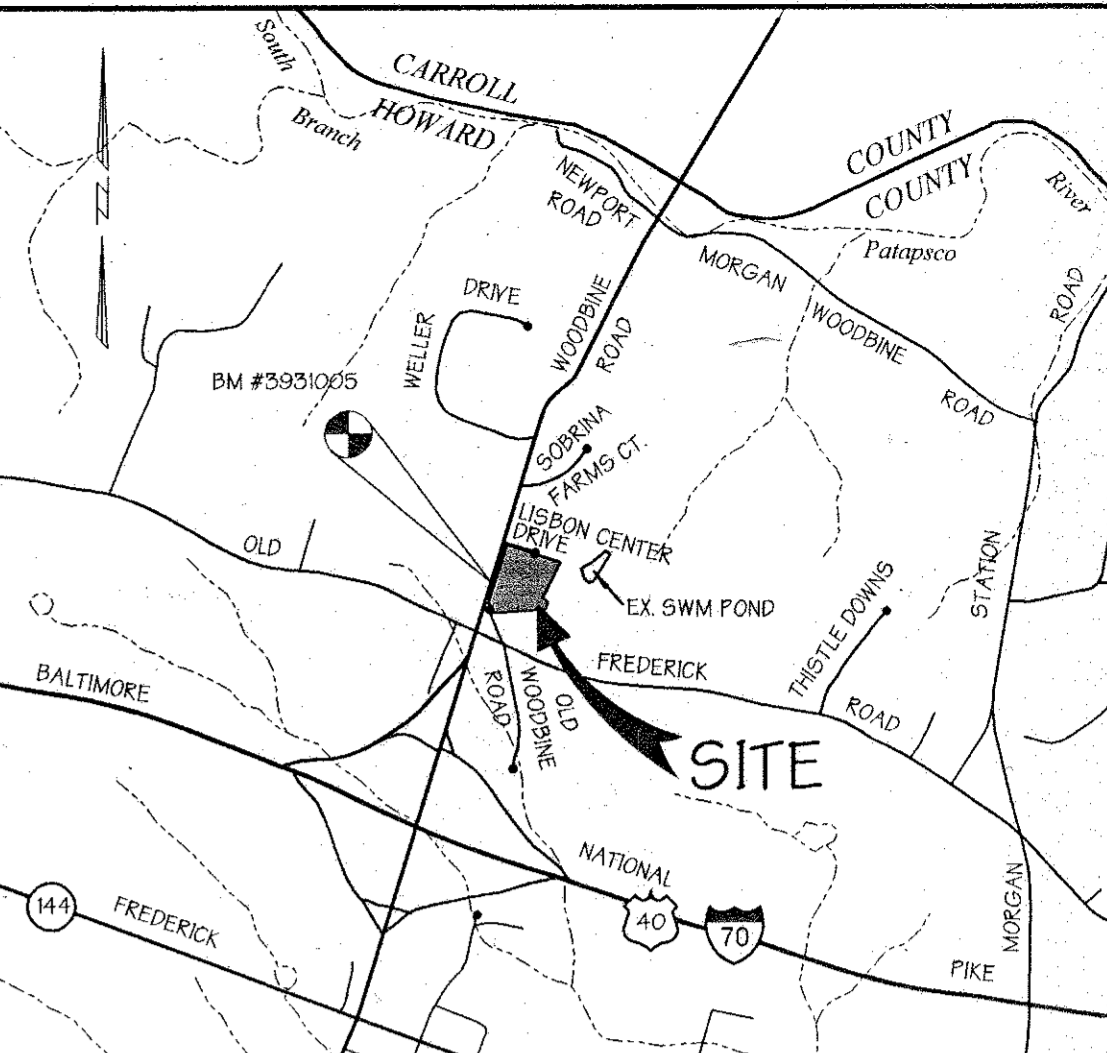 South
Branch
CARROLL
HOWARD
COUNTY
COUNTY
River
Patapsco
N
NEWPORT
ROAD
MORGAN
WOODBINE
ROAD
ROAD
DRIVE
WELLER
WOODBINE
ROAD
BM #3931005
SOBRINA
FARMS CT.
LISBON CENTER
DRIVE
EX. SWM POND
OLD
FREDERICK
ROAD
THISTLE DOWNS
STATION
MORGAN
BALTIMORE
NATIONAL
PIKE
OLD
WOODBINE
ROAD
SITE
40
70
144
FREDERICK